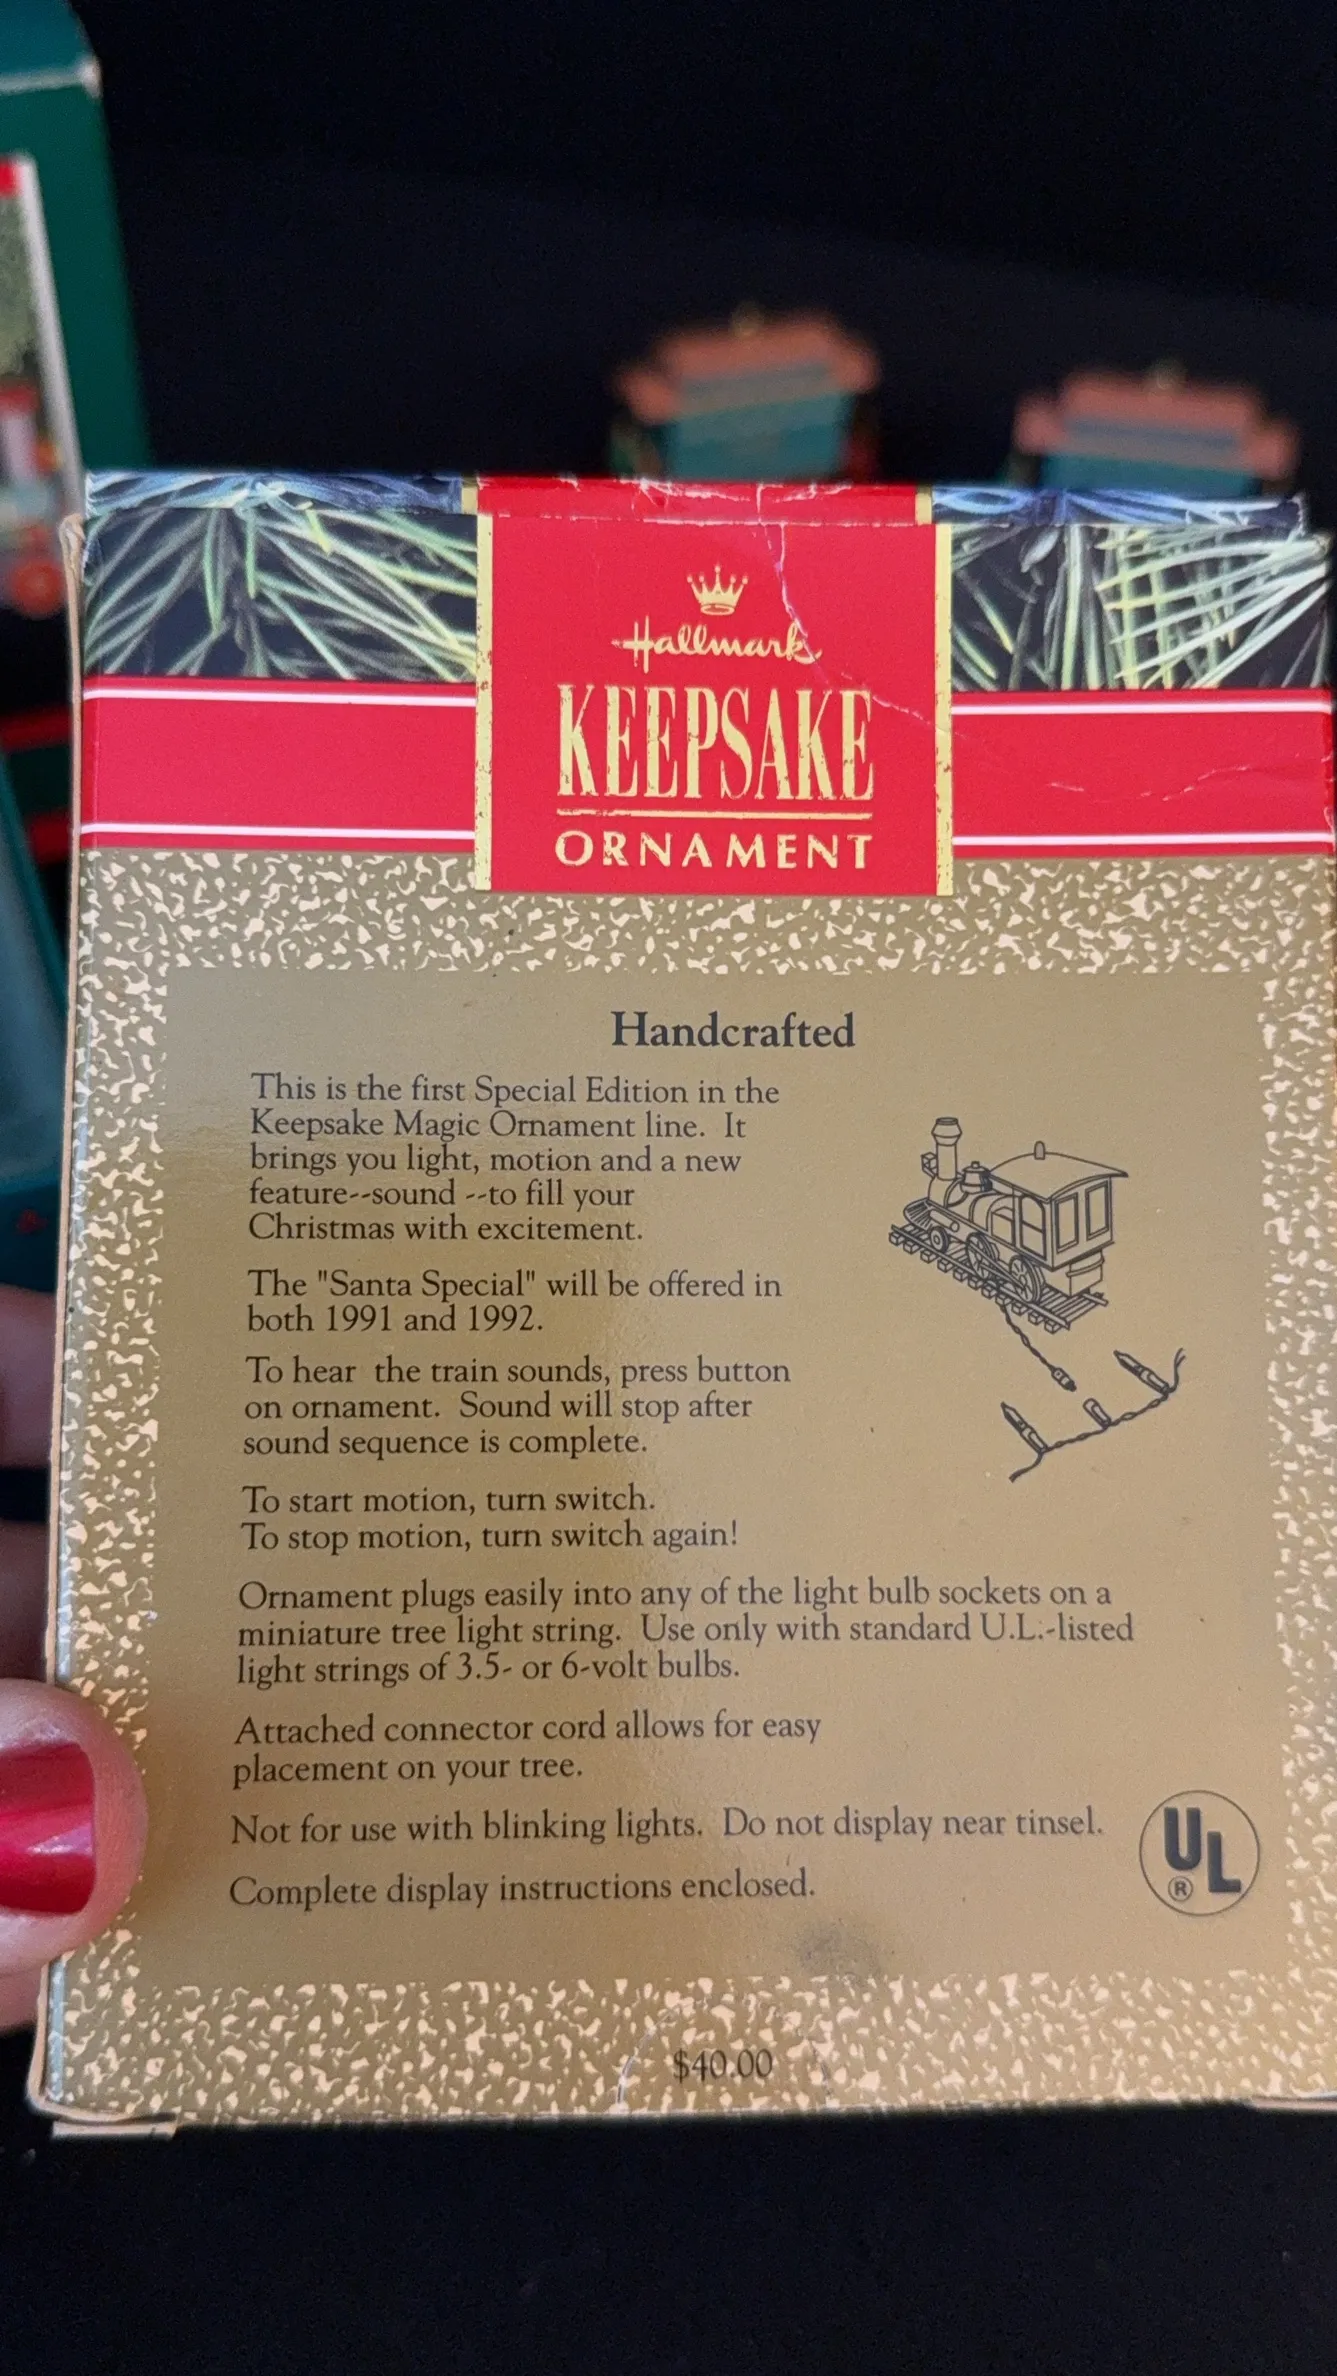 Hallmark
KEEPSAKE
ORNAMENT
Handcrafted
This is the first Special Edition in the
Keepsake Magic Ornament line. It
brings you light, motion and a new
feature--sound --to fill your
Christmas with excitement.
The "Santa Special" will be offered in
both 1991 and 1992.
To hear the train sounds, press button
on ornament. Sound will stop after
sound sequence is complete.
To start motion, turn switch.
To stop motion, turn switch again!
Ornament plugs easily into any of the light bulb sockets on a
miniature tree light string. Use only with standard U.L.-listed
light strings of 3.5- or 6-volt bulbs.
Attached connector cord allows for easy
placement on your tree.
Not for use with blinking lights. Do not display near tinsel.
Complete display instructions enclosed.
UL
®
$40.00